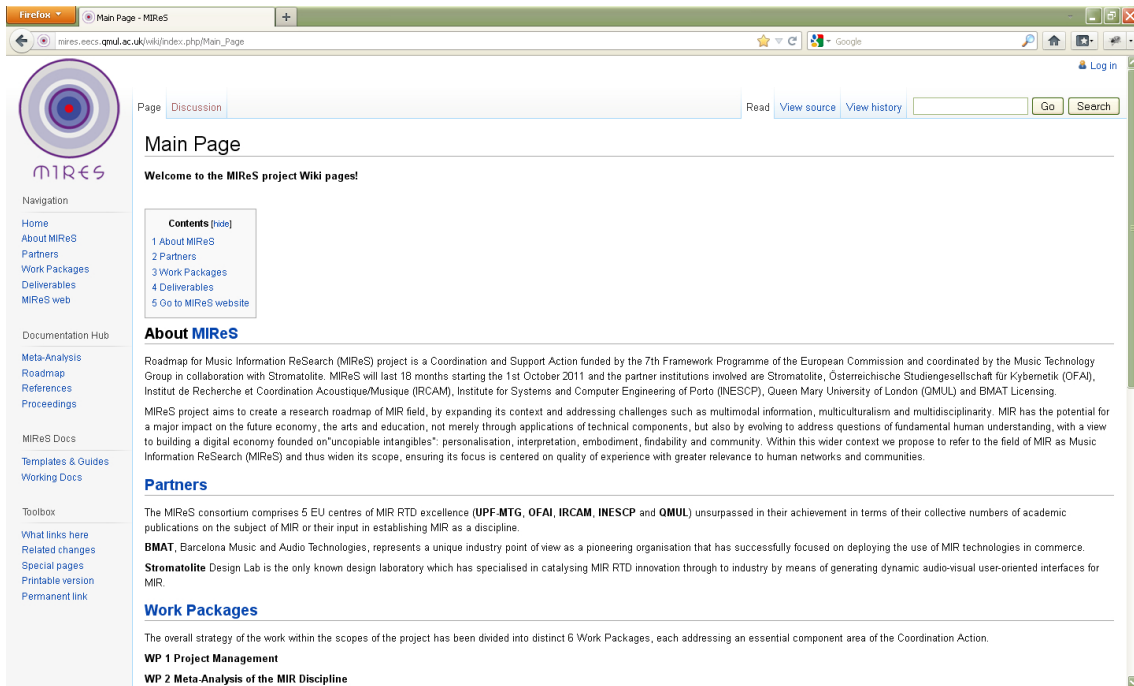 Firefox
Main Page - MIReS
mires.eecs.qmul.ac.uk/wiki/index.php/Main_Page
Google
Log in
MIRES
Page Discussion
Read View source View history
Go Search
Navigation
Home
About MIReS
Partners
Work Packages
Deliverables
MIReS web
Documentation Hub
Meta-Analysis
Roadmap
References
Proceedings
MIReS Docs
Templates & Guides
Working Docs
Toolbox
What links here
Related changes
Special pages
Printable version
Permanent link
Main Page
Welcome to the MIReS project Wiki pages!
Contents [hide]
1 About MIReS
2 Partners
3 Work Packages
4 Deliverables
5 Go to MIReS website
About MIReS
Roadmap for Music Information ReSearch (MIReS) project is a Coordination and Support Action funded by the 7th Framework Programme of the European Commission and coordinated by the Music Technology
Group in collaboration with Stromatolite. MIReS will last 18 months starting the 1st October 2011 and the partner institutions involved are Stromatolite, Österreichische Studiengesellschaft für Kybernetik (OFAI),
Institut de Recherche et Coordination Acoustique/Musique (IRCAM), Institute for Systems and Computer Engineering of Porto (INESCP), Queen Mary University of London (QMUL) and BMAT Licensing.
MIReS project aims to create a research roadmap of MIR field, by expanding its context and addressing challenges such as multimodal information, multiculturalism and multidisciplinarity. MIR has the potential for
a major impact on the future economy, the arts and education, not merely through applications of technical components, but also by evolving to address questions of fundamental human understanding, with a view
to building a digital economy founded on"uncopiable intangibles": personalisation, interpretation, embodiment, findability and community. Within this wider context we propose to refer to the field of MIR as Music
Information ReSearch (MIReS) and thus widen its scope, ensuring its focus is centered on quality of experience with greater relevance to human networks and communities.
Partners
The MIReS consortium comprises 5 EU centres of MIR RTD excellence (UPF-MTG, OFAI, IRCAM, INESCP and QMUL) unsurpassed in their achievement in terms of their collective numbers of academic
publications on the subject of MIR or their input in establishing MIR as a discipline.
BMAT, Barcelona Music and Audio Technologies, represents a unique industry point of view as a pioneering organisation that has successfully focused on deploying the use of MIR technologies in commerce.
Stromatolite Design Lab is the only known design laboratory which has specialised in catalysing MIR RTD innovation through to industry by means of generating dynamic audio-visual user-oriented interfaces for
MIR.
Work Packages
The overall strategy of the work within the scopes of the project has been divided into distinct 6 Work Packages, each addressing an essential component area of the Coordination Action.
WP 1 Project Management
WP 2 Meta-Analysis of the MIR Discipline